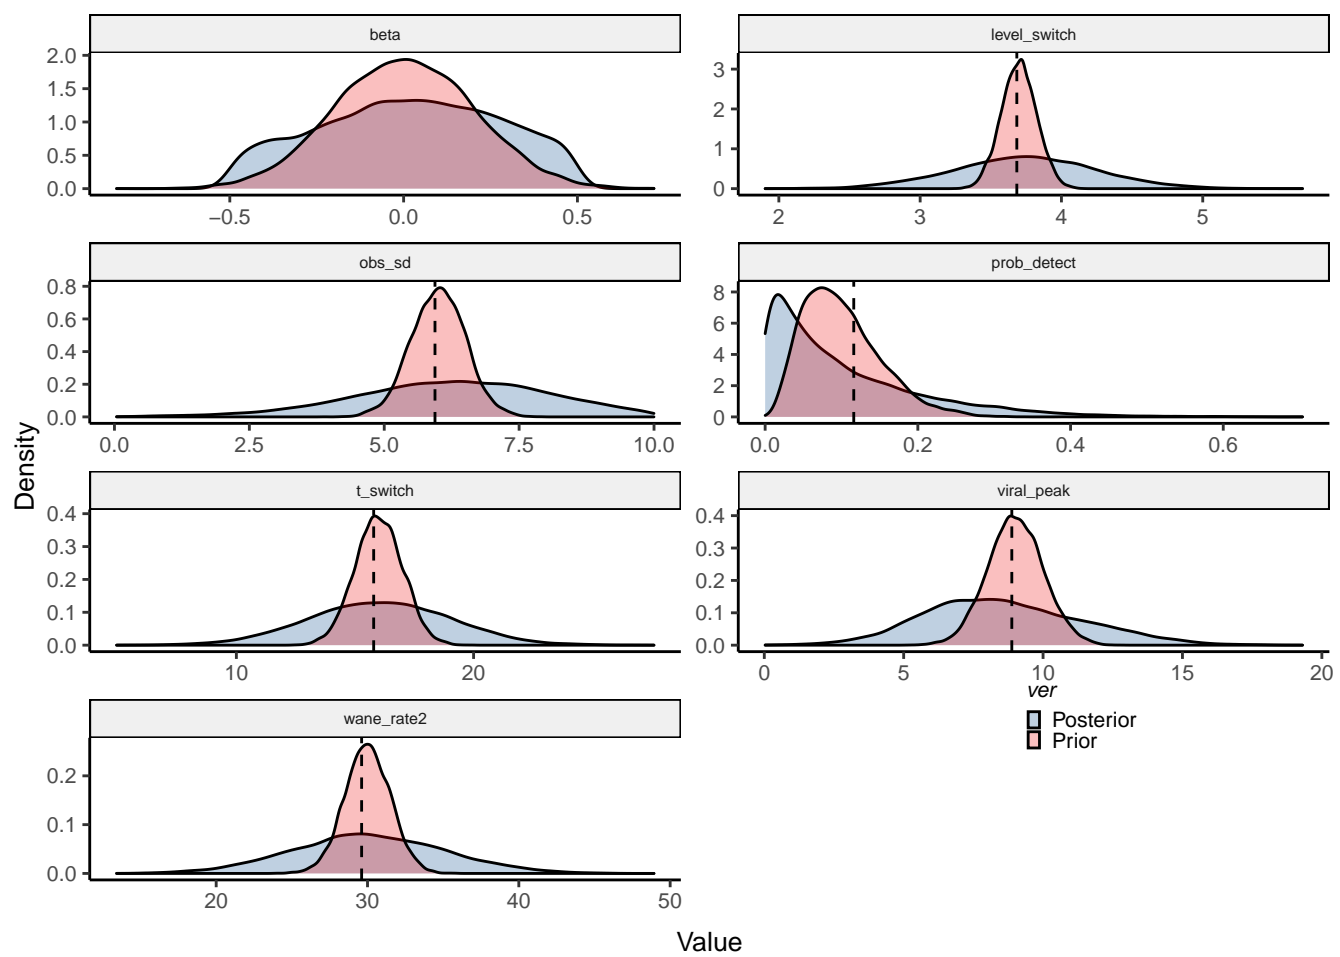 beta
2.0
1.5
1.0
0.5
0.0
−0.5 0.0 0.5
level_switch
3
2
1
0
2 3 4 5
obs_sd
0.8
0.6
0.4
0.2
0.0
0.0 2.5 5.0 7.5 10.0
prob_detect
8
6
4
2
0
0.0 0.2 0.4 0.6
Density
t_switch
0.4
0.3
0.2
0.1
0.0
10 20
viral_peak
0.4
0.3
0.2
0.1
0.0
0 5 10 15 20
wane_rate2
0.2
0.1
0.0
20 30 40 50
ver
Posterior
Prior
Value